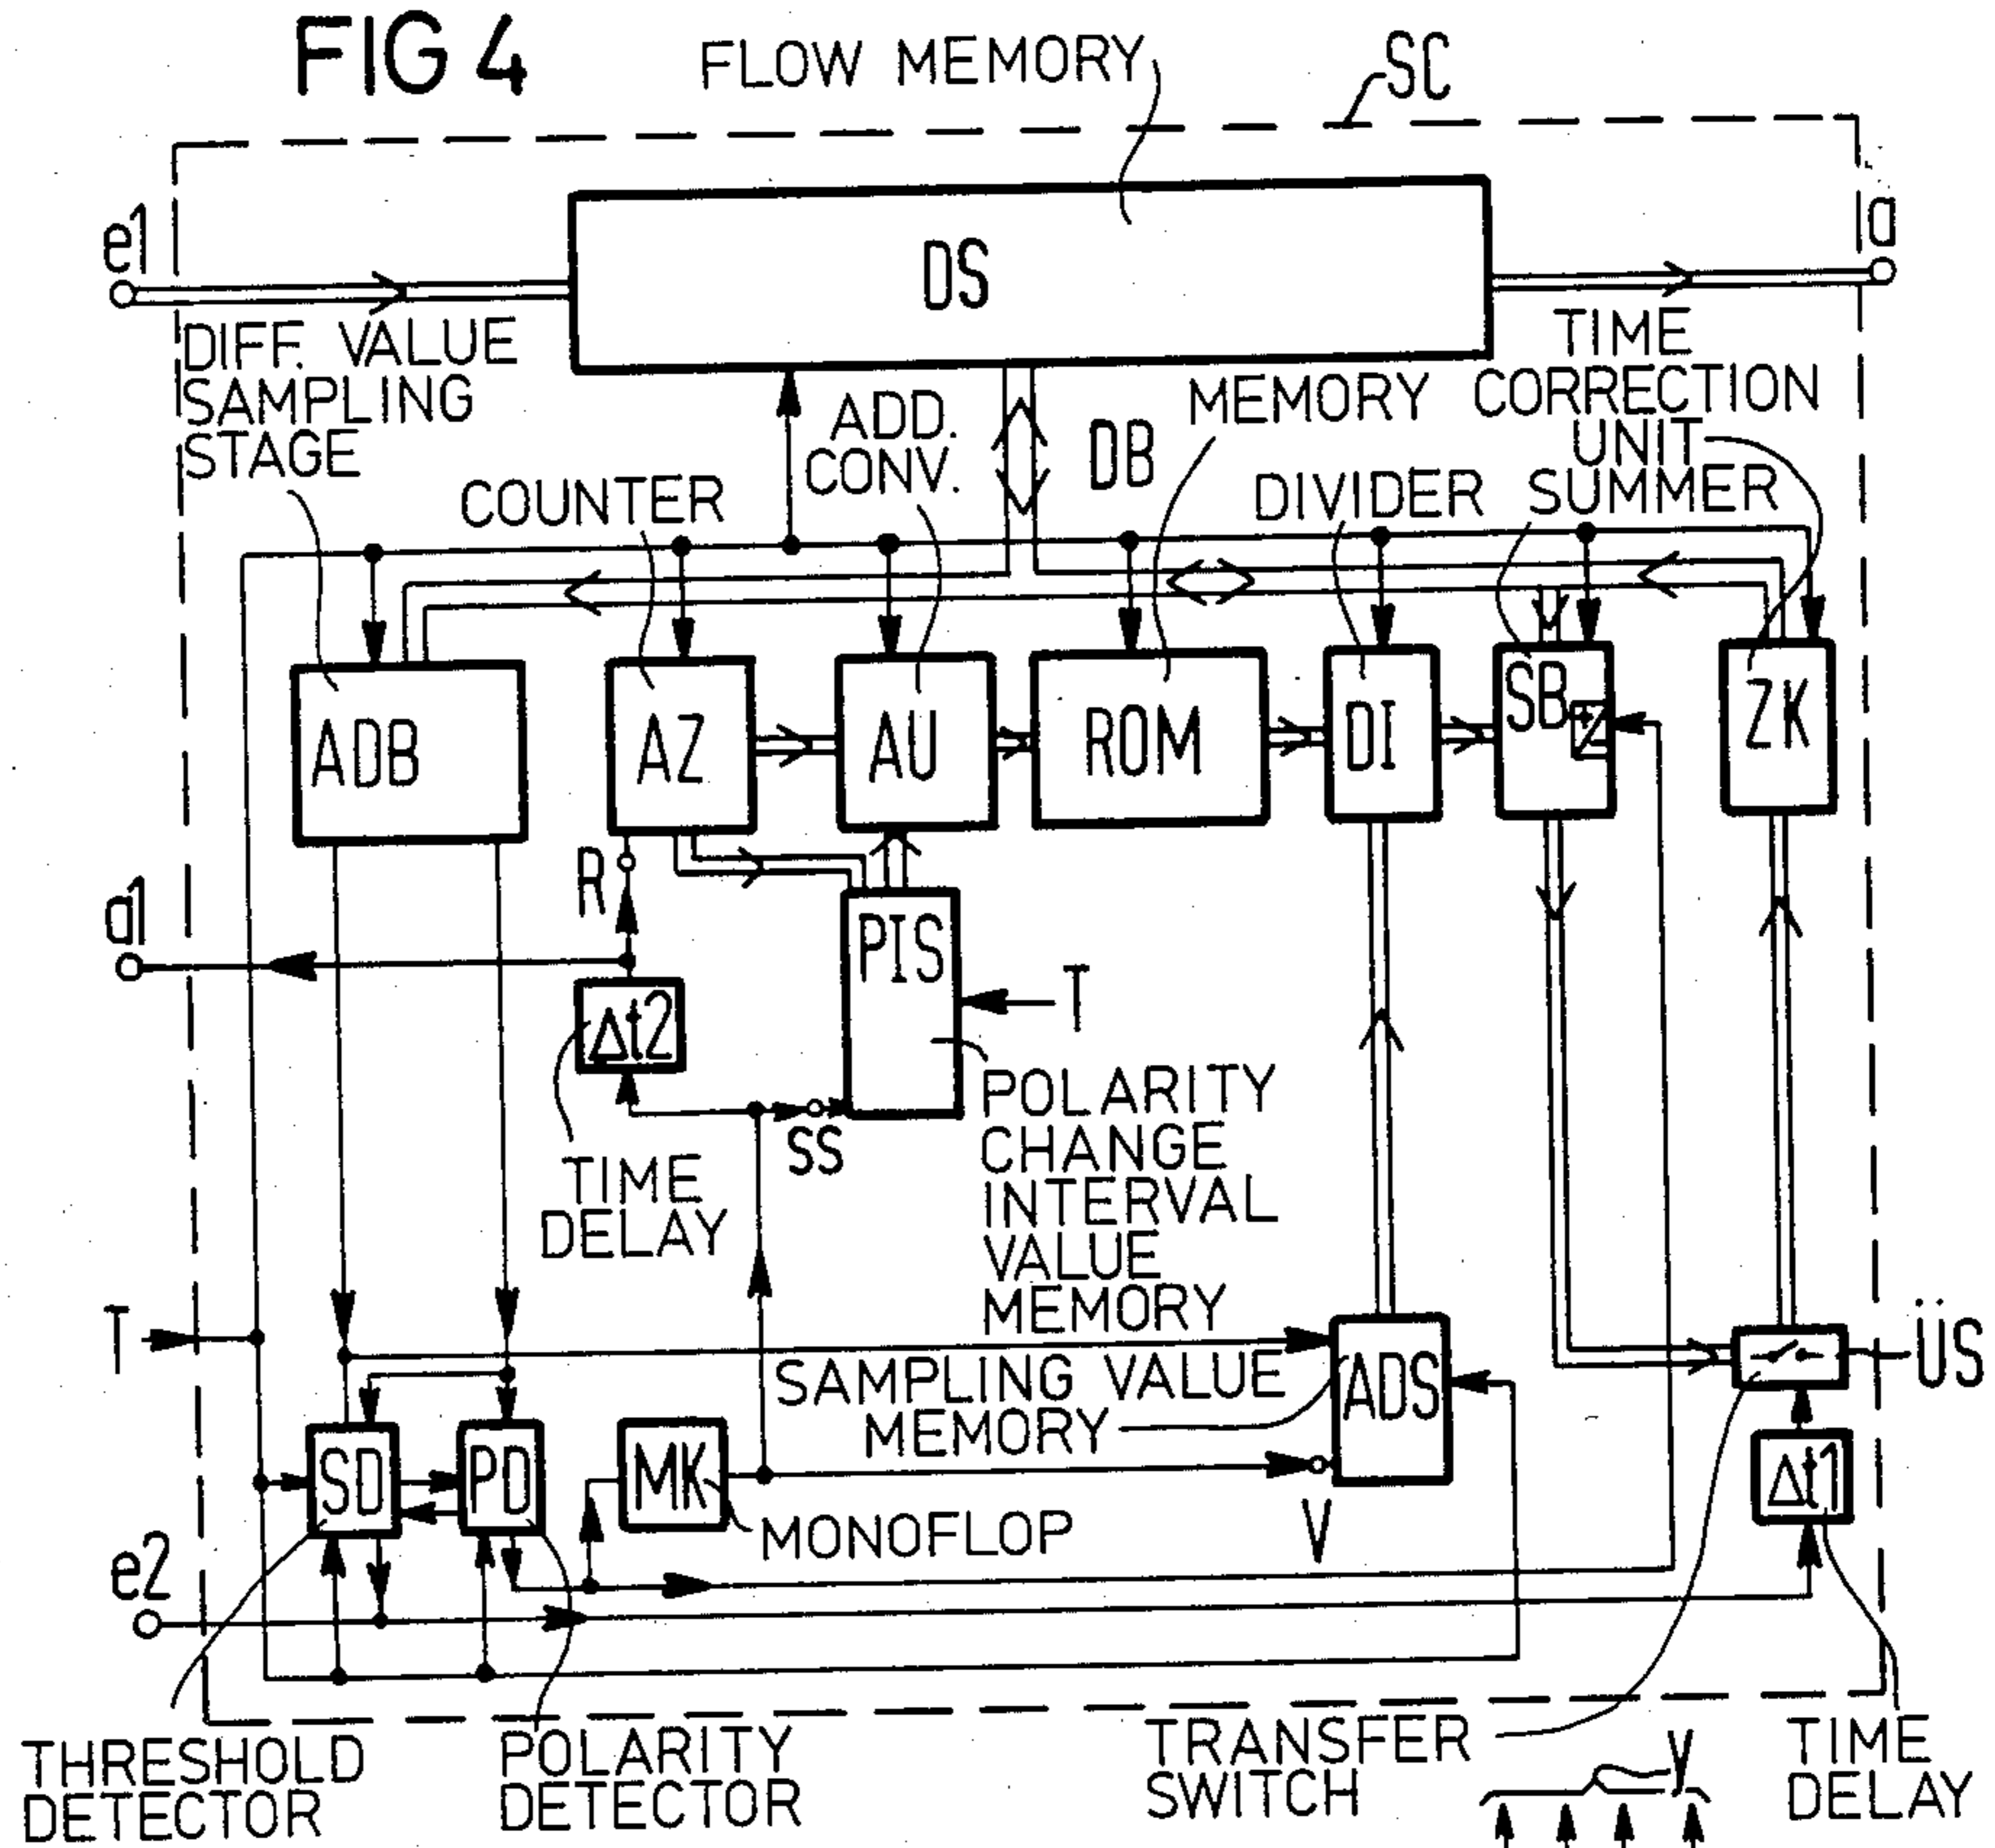 FIG 4
FLOW MEMORY
SC
e1
DS
a
DIFF. VALUE
SAMPLING
STAGE
COUNTER
ADD.
CONV.
DB
MEMORY
DIVIDER
TIME
CORRECTION
UNIT
SUMMER
ADB
AZ
AU
ROM
DI
SB
ZK
R
a1
PIS
T
Δt2
SS
TIME
DELAY
POLARITY
CHANGE
INTERVAL
VALUE
MEMORY
T
SAMPLING VALUE
MEMORY
ADS
ÜS
SD
PD
MK
MONOFLOP
V
Δt1
e2
THRESHOLD
DETECTOR
POLARITY
DETECTOR
TRANSFER
SWITCH
V
TIME
DELAY